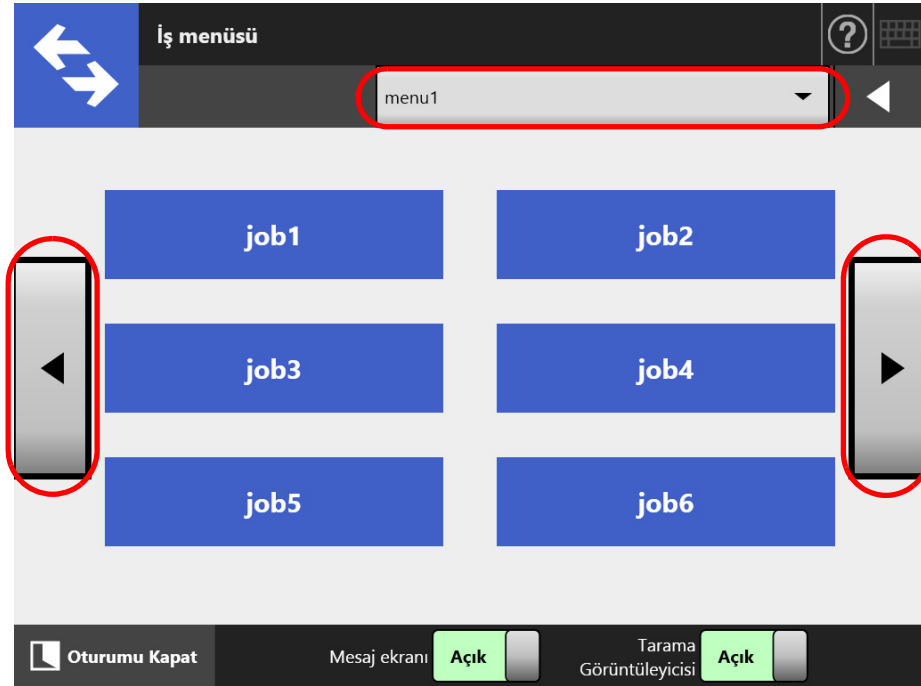 İş menüsü
?
menu1
job1
job2
job3
job4
job5
job6
Oturumu Kapat
Mesaj ekranı
Açık
Tarama
Görüntüleyicisi
Açık